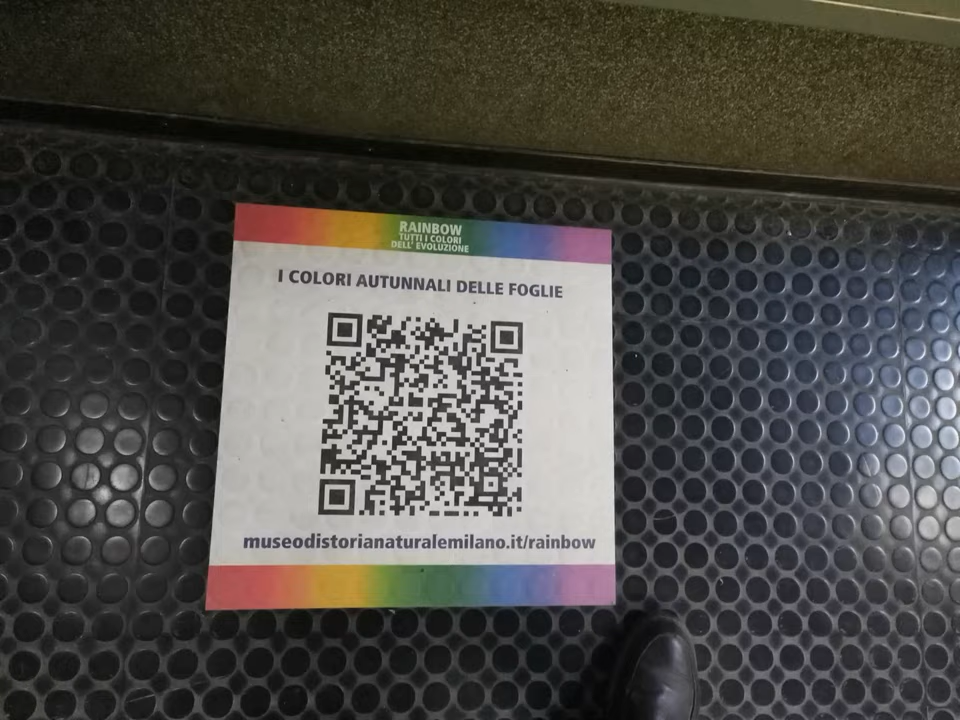 RAINBOW
TUTTI I COLORI
DELL'EVOLUZIONE
I COLORI AUTUNNALI DELLE FOGLIE
museodistorianaturalemilano.it/rainbow